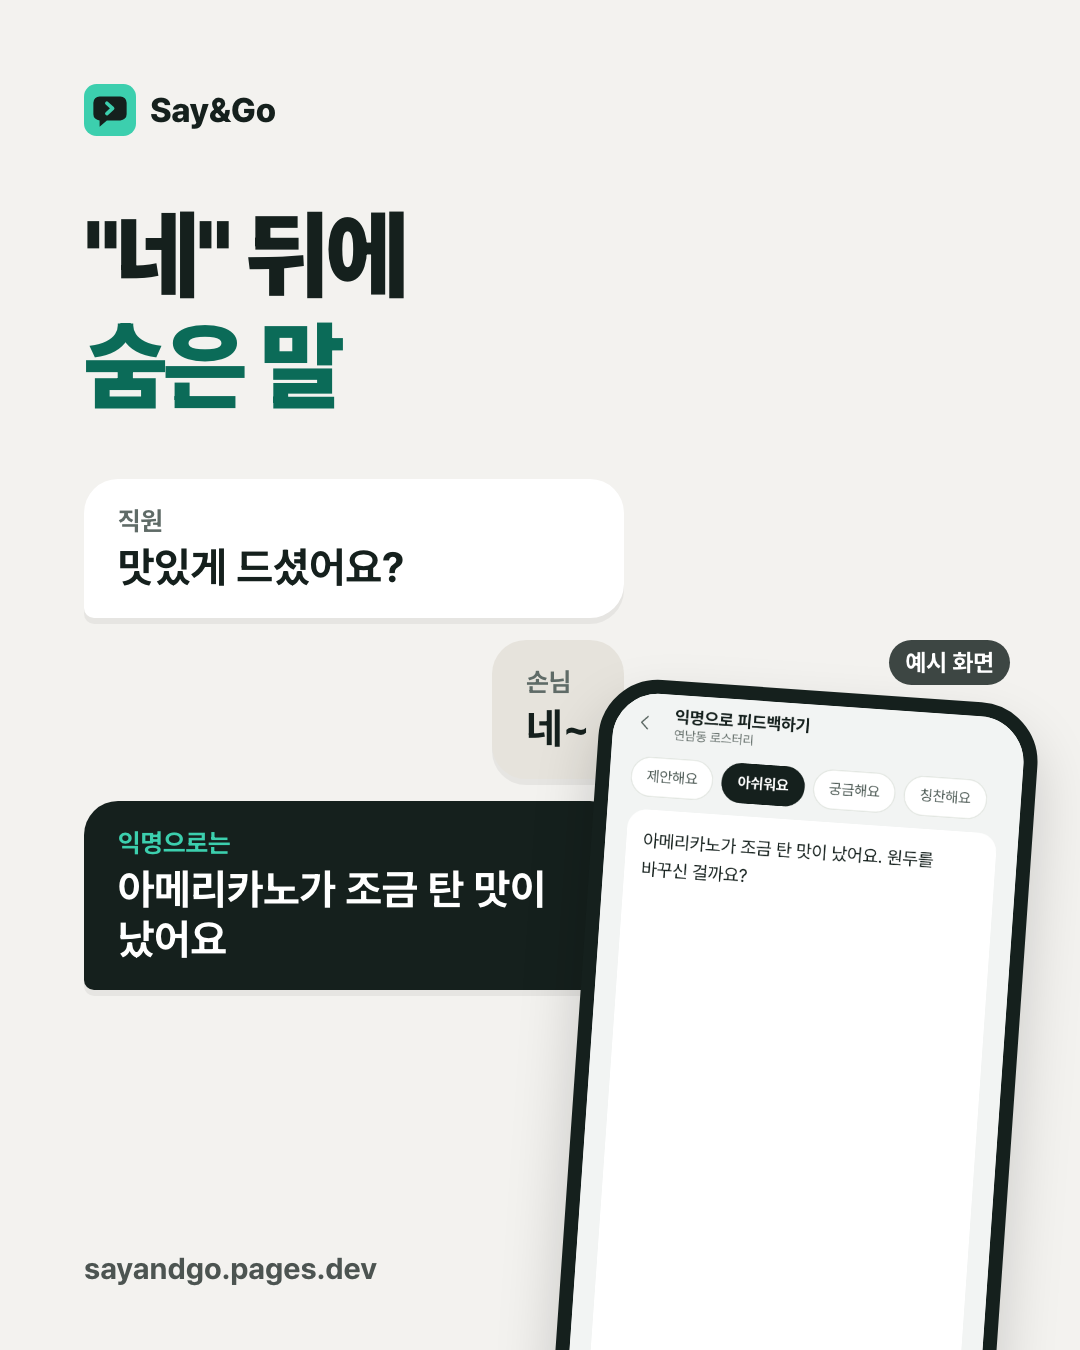 Say&Go
"네" 뒤에
숨은 말
직원
맛있게 드셨어요?
손님
네~
익명으로는
아메리카노가 조금 탄 맛이
났어요
예시 화면
익명으로 피드백하기
연남동 로스터리
제안해요
아쉬워요
궁금해요
칭찬해요
아메리카노가 조금 탄 맛이 났어요. 원두를
바꾸신 걸까요?
sayandgo.pages.dev